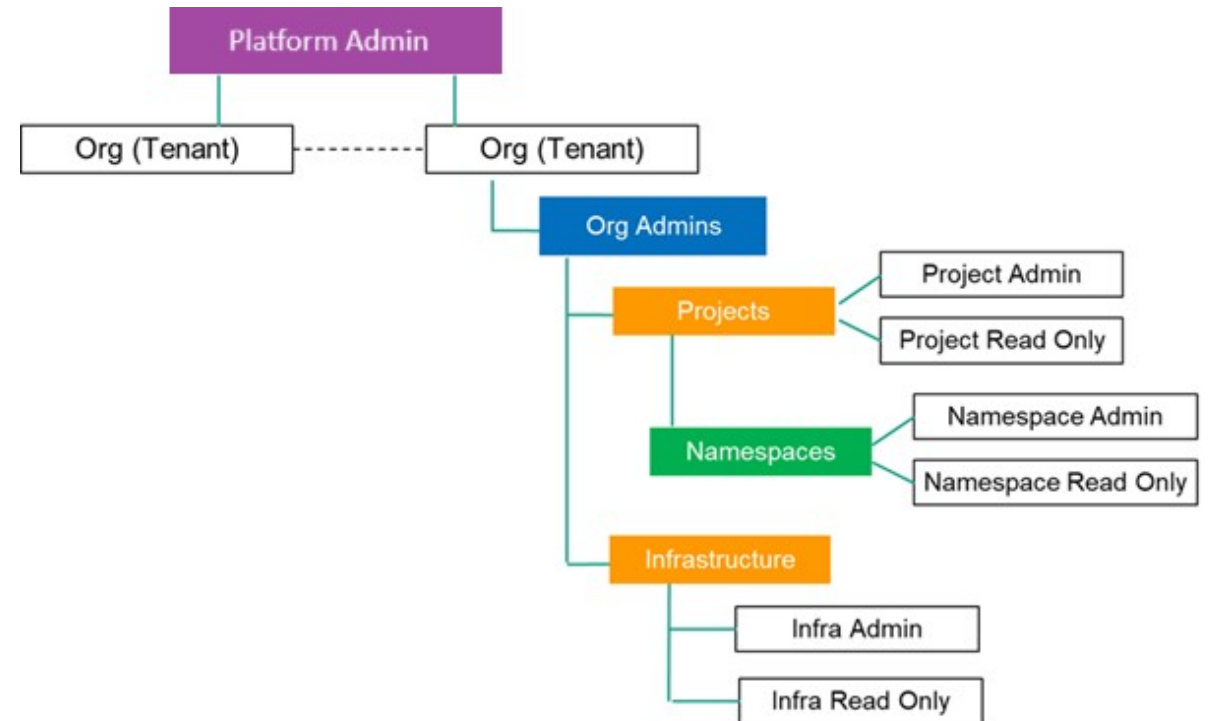 Platform Admin
Org (Tenant)
Org (Tenant)
Org Admins
Projects
Project Admin
Project Read Only
Namespaces
Namespace Admin
Namespace Read Only
Infrastructure
Infra Admin
Infra Read Only